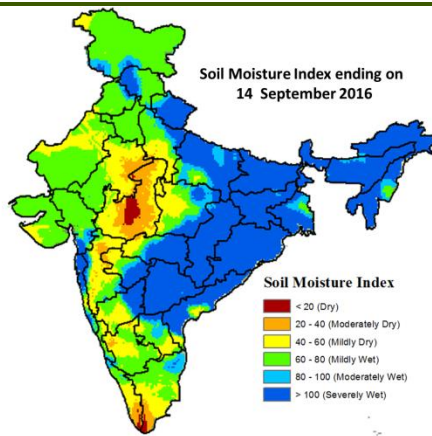 Soil Moisture Index ending on
14 September 2016
Soil Moisture Index
< 20 (Dry)
20 - 40 (Moderately Dry)
40 - 60 (Mildly Dry)
60 - 80 (Mildly Wet)
80 - 100 (Moderately Wet)
> 100 (Severely Wet)